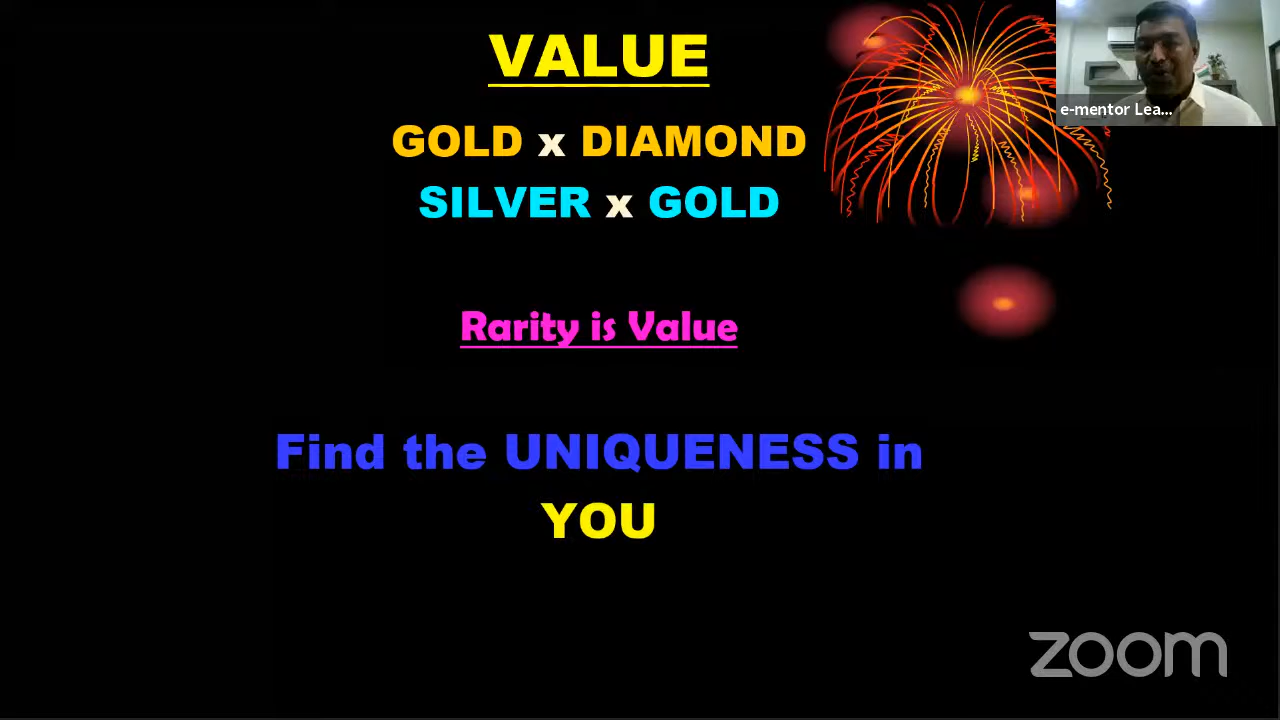 VALUE
GOLD x DIAMOND
SILVER x GOLD
e-mentor Lea...
Rarity is Value
Find the UNIQUENESS in
YOU
zoom